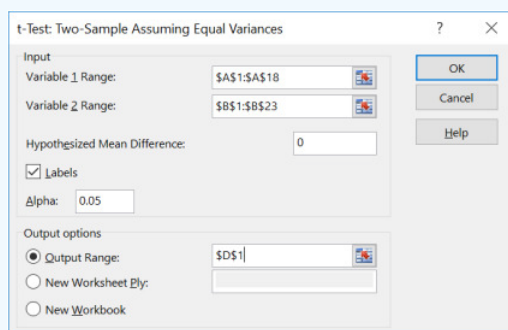 t-Test: Two-Sample Assuming Equal Variances ? ×
Input
Variable 1 Range: $A$1:$A$18
Variable 2 Range: $B$1:$B$23
Hypothesized Mean Difference: 0
Labels
Alpha: 0.05
OK
Cancel
Help
Output options
Output Range: $D$1
New Worksheet Ply:
New Workbook